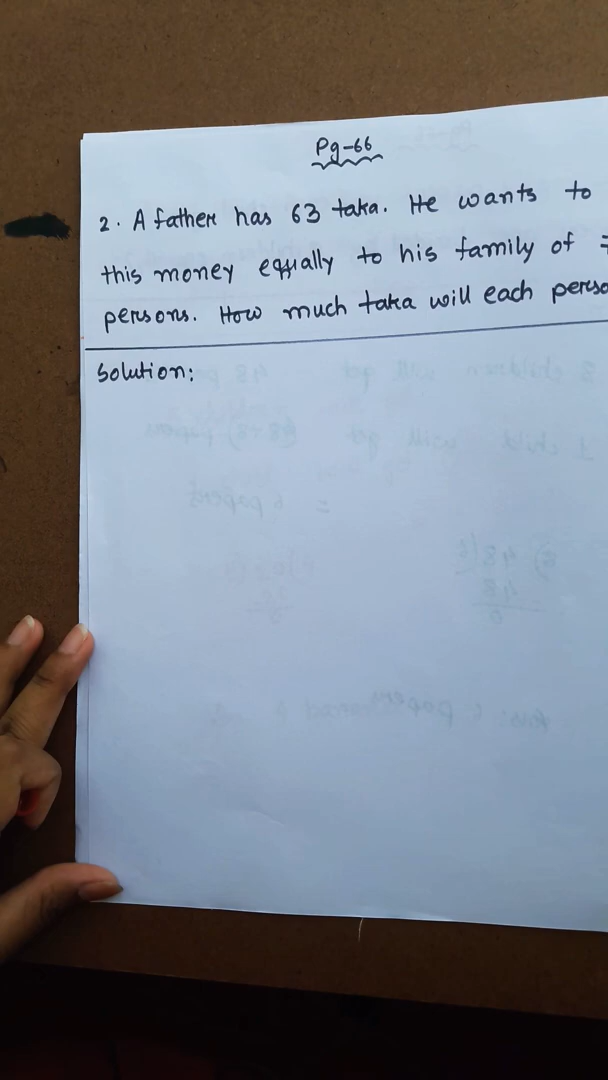 Pg-66
2. A father has 63 taka. He wants to
this money equally to his family of
persons. How much taka will each perso
Solution: